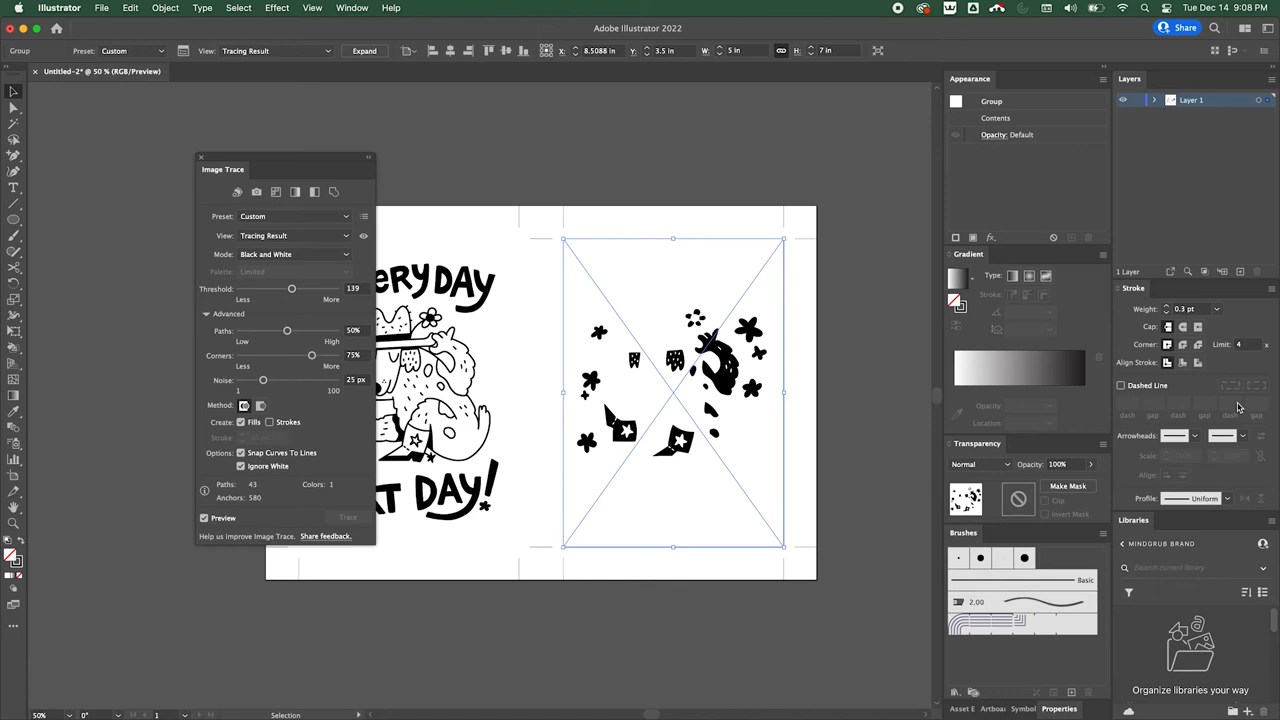 Illustrator File Edit Object Type Select Effect View Window Help Tue Dec 14 9:08 PM
Adobe Illustrator 2022
Share
Group Preset: Custom View: Tracing Result Expand X: 8.5088 in Y: 3.5 in W: 5 in H: 7 in
× Untitled-2* @ 50 % (RGB/Preview)
Image Trace
Preset: Custom
View: Tracing Result
Mode: Black and White
Palette: Limited
Threshold: 139
Less More
Advanced
Paths: 50%
Low High
Corners: 75%
Less More
Noise: 25 px
1 100
Method:
Create: Fills Strokes
Stroke:
Options: Snap Curves To Lines
Ignore White
Paths: 43 Colors: 1
Anchors: 580
Preview Trace
Help us improve Image Trace. Share feedback.
ERY DAY
AT DAY!
Appearance
Group
Contents
Opacity: Default
fx
Gradient
Type:
Stroke:
Opacity:
Location:
Transparency
Normal Opacity: 100%
Make Mask
Clip
Invert Mask
Brushes
Basic
2.00
Layers
Layer 1
1 Layer
Stroke
Weight: 0.3 pt
Cap:
Corner: Limit: 4
Align Stroke:
Dashed Line
dash gap dash gap dash gap
Arrowheads:
Scale:
Align:
Profile: Uniform
Libraries
MINDGRUB BRAND
Search current library
Organize libraries your way
Asset E Artboar Symbol Properties
50% 0° 1 Selection